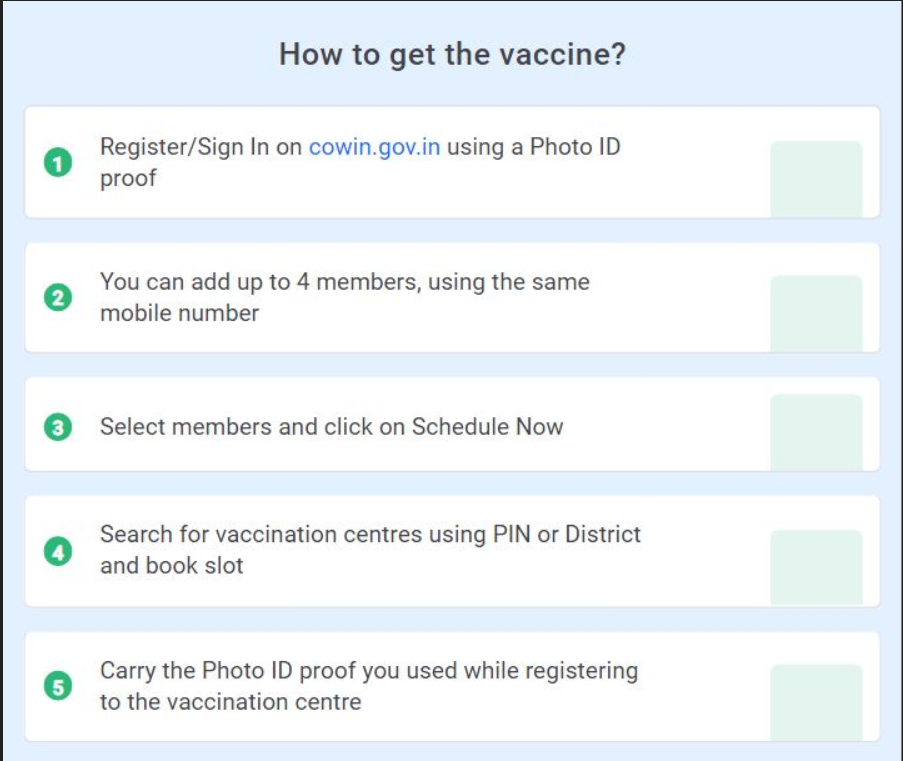 How to get the vaccine?
1
Register/Sign In on cowin.gov.in using a Photo ID
proof
2
You can add up to 4 members, using the same
mobile number
3
Select members and click on Schedule Now
4
Search for vaccination centres using PIN or District
and book slot
5
Carry the Photo ID proof you used while registering
to the vaccination centre